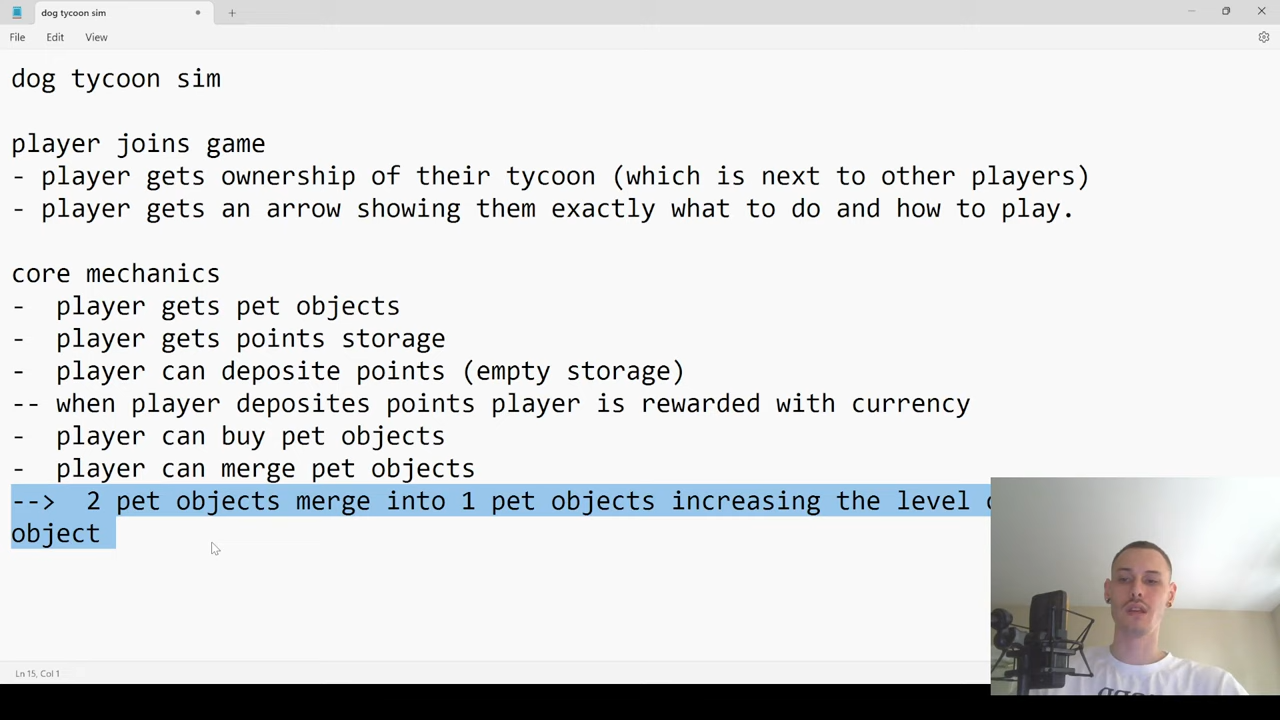 dog tycoon sim
File Edit View
dog tycoon sim
player joins game
- player gets ownership of their tycoon (which is next to other players)
- player gets an arrow showing them exactly what to do and how to play.
core mechanics
- player gets pet objects
- player gets points storage
- player can deposite points (empty storage)
-- when player deposites points player is rewarded with currency
- player can buy pet objects
- player can merge pet objects
--> 2 pet objects merge into 1 pet objects increasing the level
object
Ln 15, Col 1